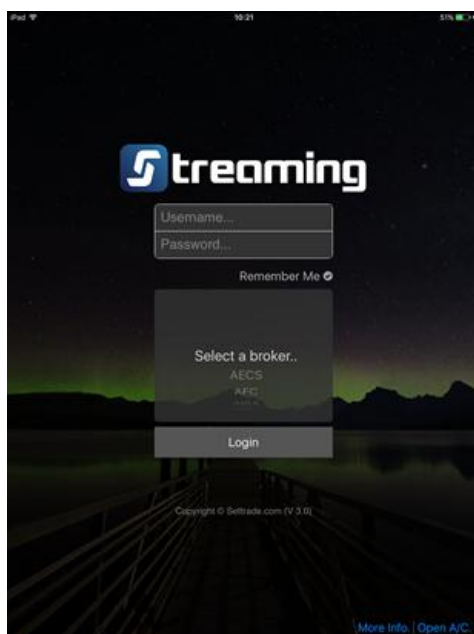 iPad 10:21 51%
Streaming
Username...
Password...
Remember Me
Select a broker..
AECS
AFC
Login
Copyright © Settrade.com (V 3.0)
More Info. | Open A/C